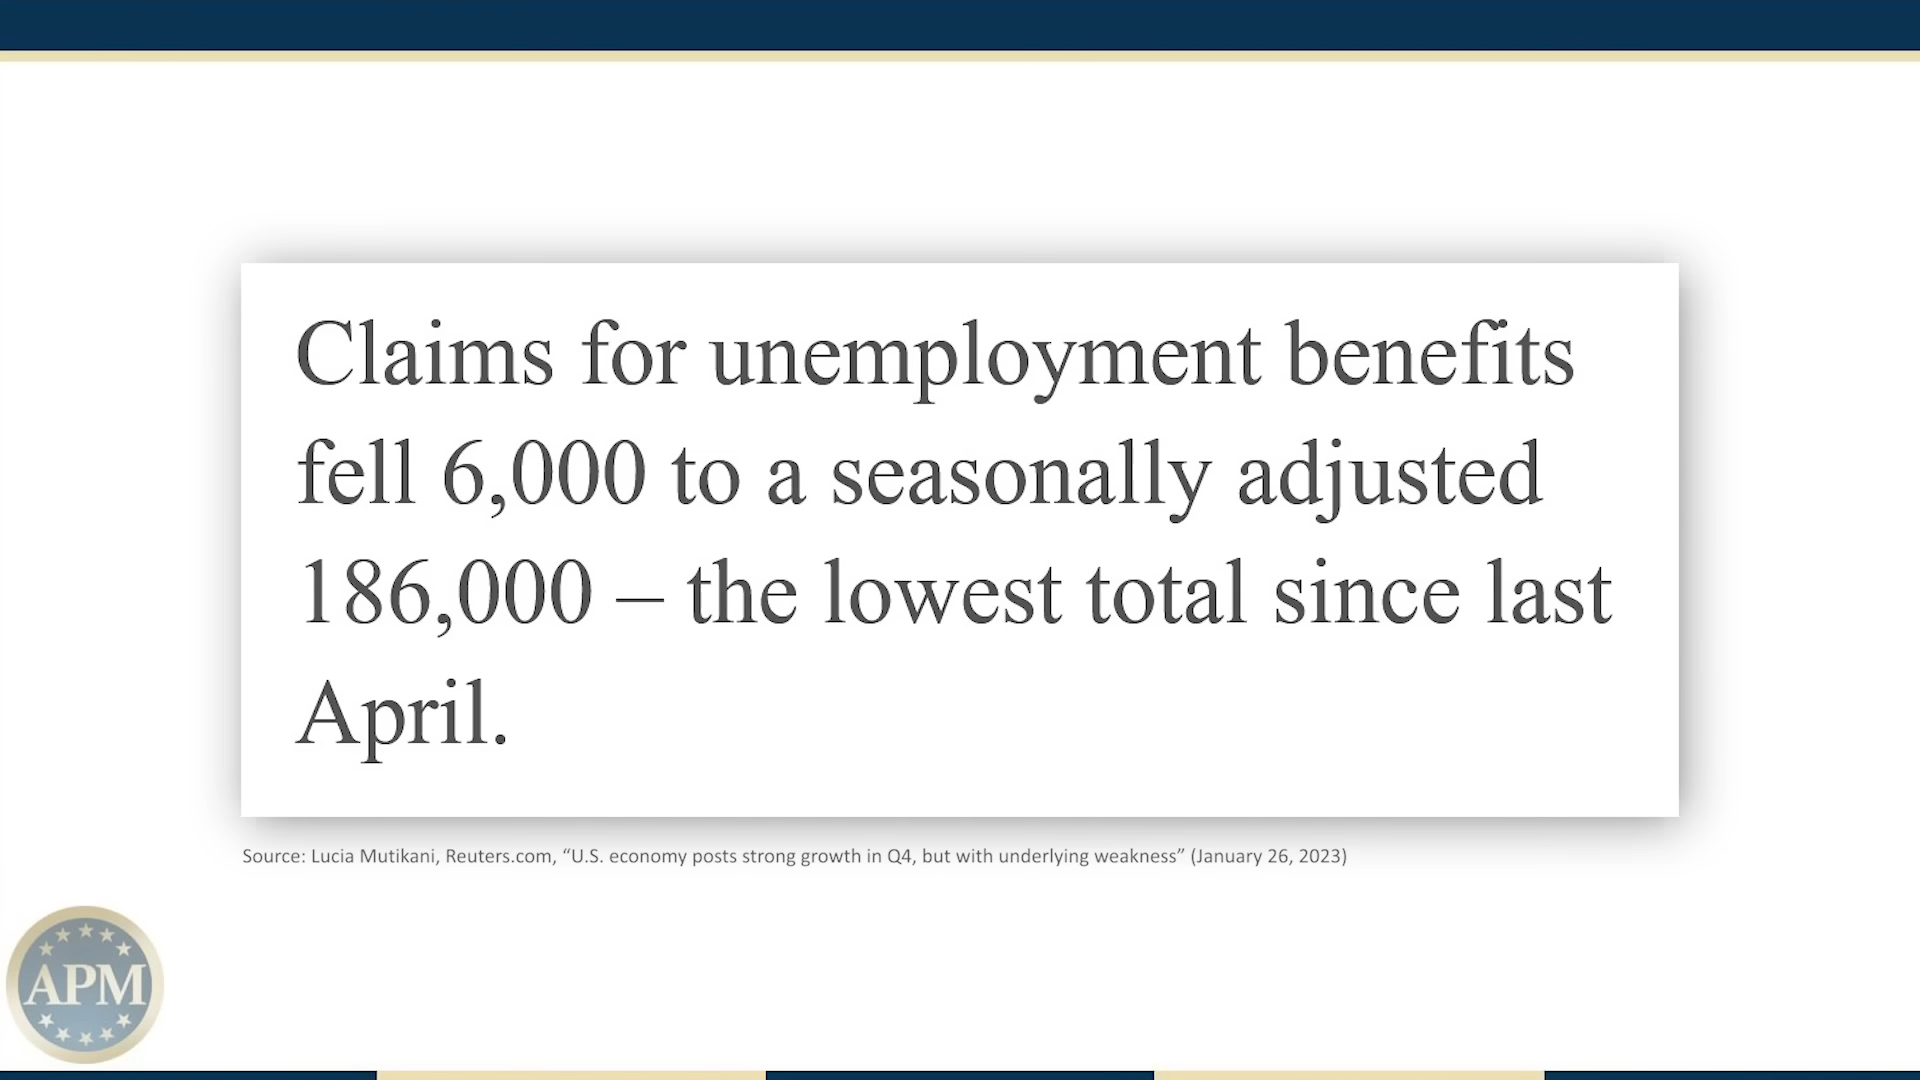 Claims for unemployment benefits
fell 6,000 to a seasonally adjusted
186,000 – the lowest total since last
April.
Source: Lucia Mutikani, Reuters.com, “U.S. economy posts strong growth in Q4, but with underlying weakness” (January 26, 2023)
APM